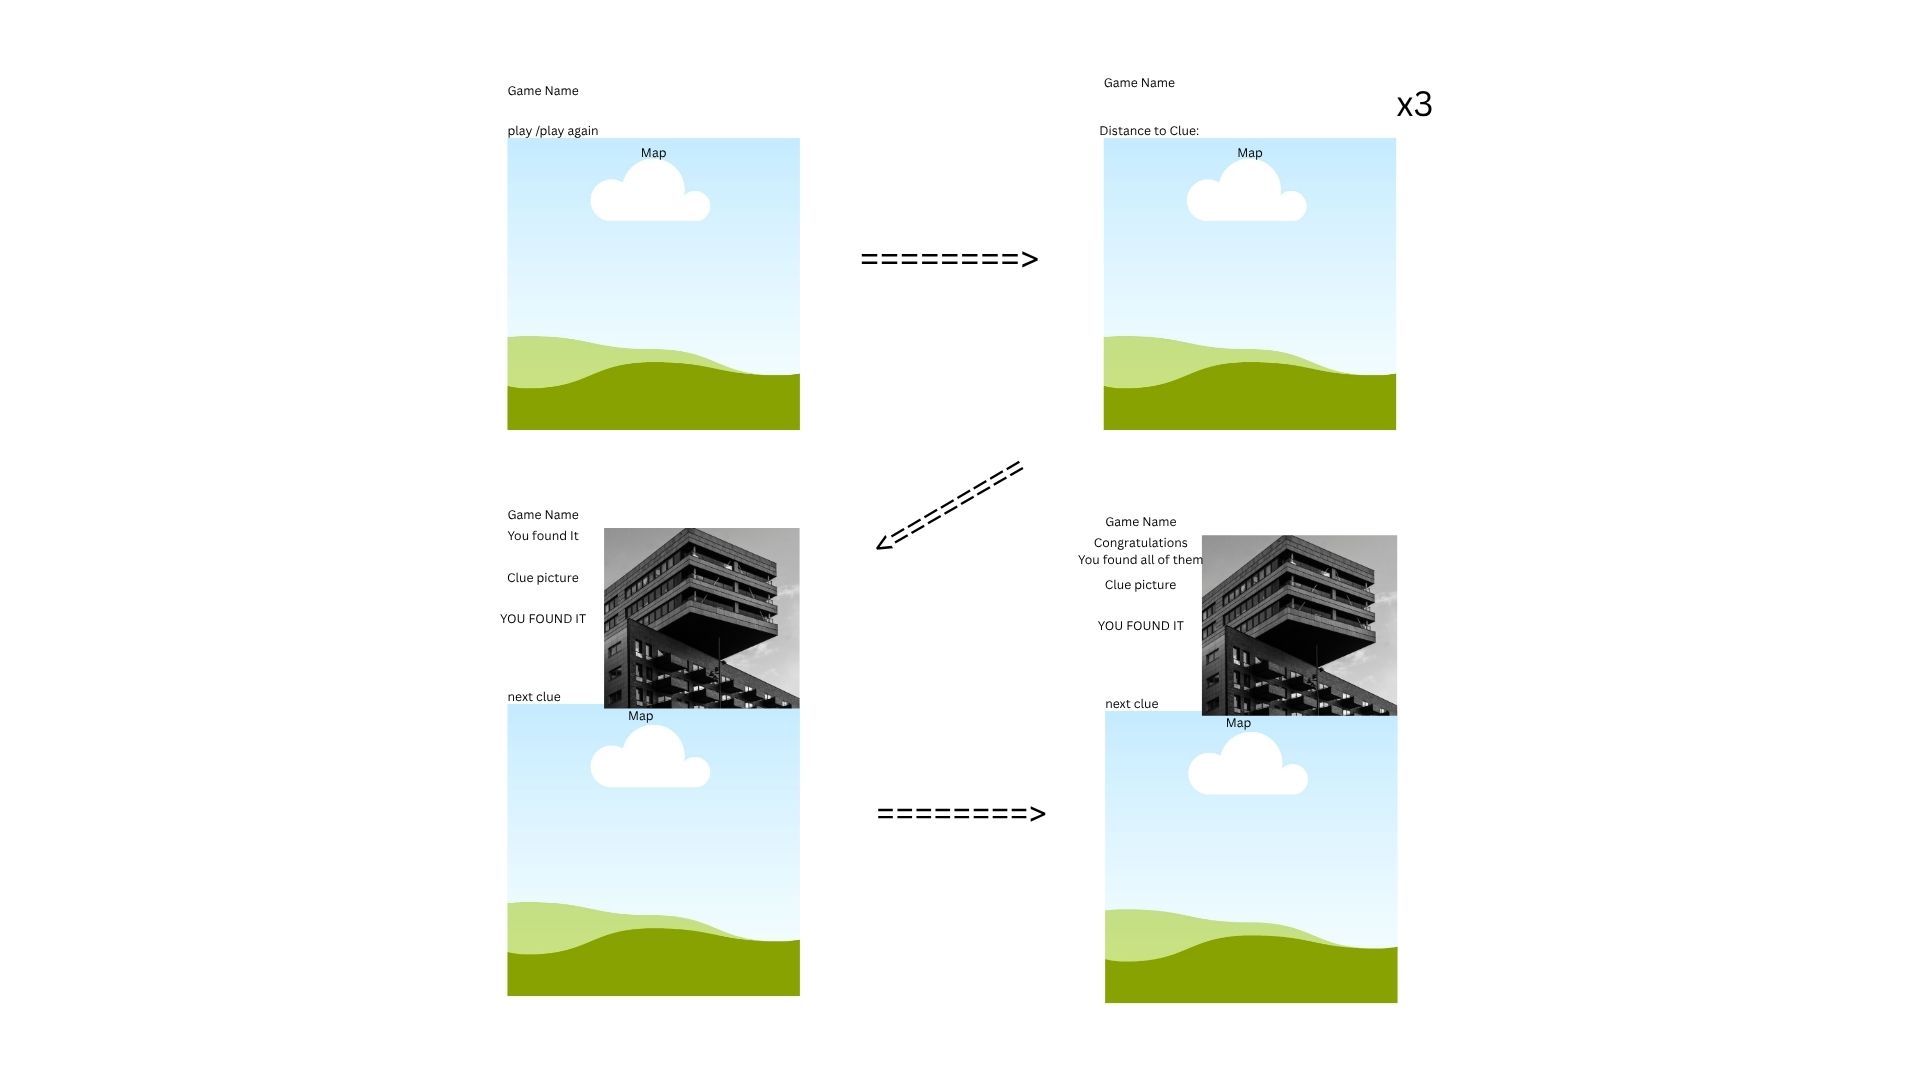 Game Name
play /play again
Map
========>
Game Name
x3
Distance to Clue:
Map
Game Name
You found It
Clue picture
YOU FOUND IT
next clue
Map
========>
Game Name
Congratulations
You found all of them
Clue picture
YOU FOUND IT
next clue
Map